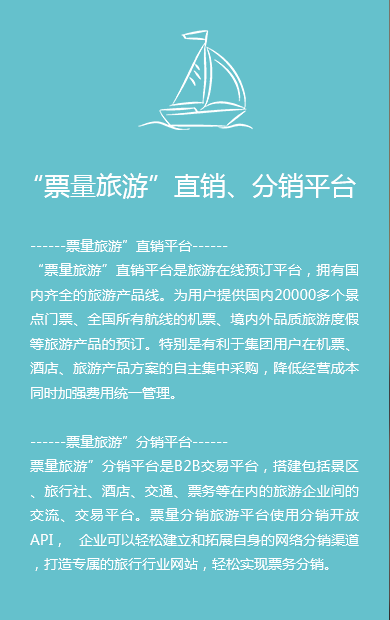 “票量旅游”直销、分销平台
------票量旅游”直销平台------
“票量旅游”直销平台是旅游在线预订平台，拥有国
内齐全的旅游产品线。为用户提供国内20000多个景
点门票、全国所有航线的机票、境内外品质旅游度假
等旅游产品的预订。特别是有利于集团用户在机票、
酒店、旅游产品方案的自主集中采购，降低经营成本
同时加强费用统一管理。
------票量旅游”分销平台------
票量旅游”分销平台是B2B交易平台，搭建包括景区
、旅行社、酒店、交通、票务等在内的旅游企业间的
交流、交易平台。票量分销旅游平台使用分销开放
API， 企业可以轻松建立和拓展自身的网络分销渠道
，打造专属的旅行行业网站，轻松实现票务分销。